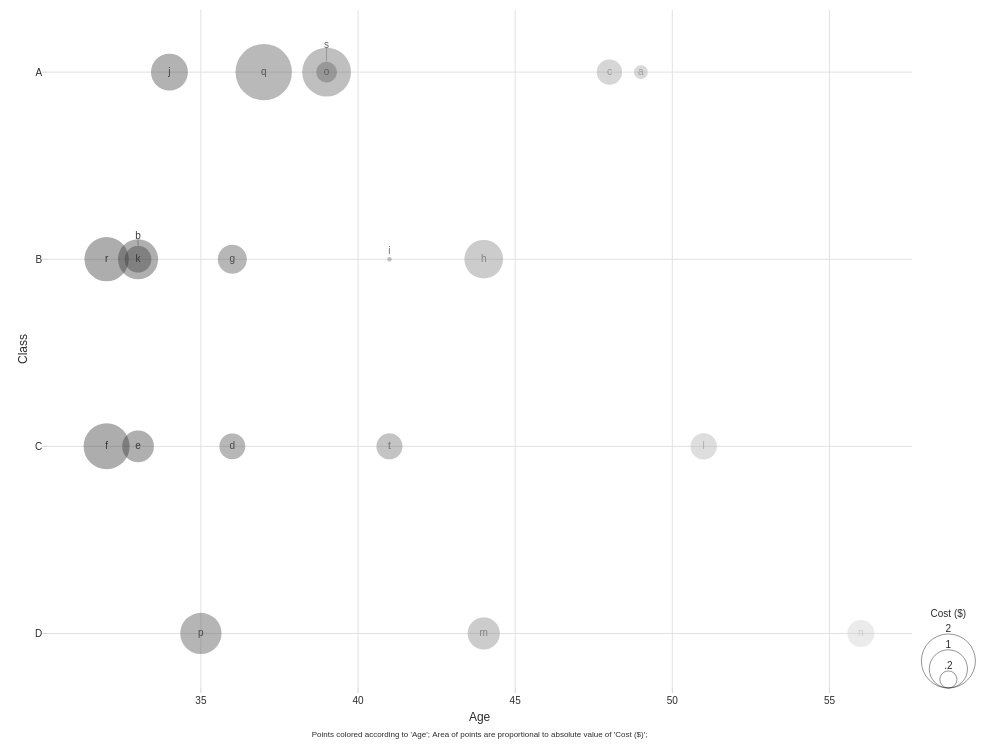 s
A
j
q
o
c
a
b
B
r
k
g
i
h
Class
C
f
e
d
t
l
D
p
m
n
Cost ($)
2
1
.2
35
40
45
50
55
Age
Points colored according to 'Age'; Area of points are proportional to absolute value of 'Cost ($)';